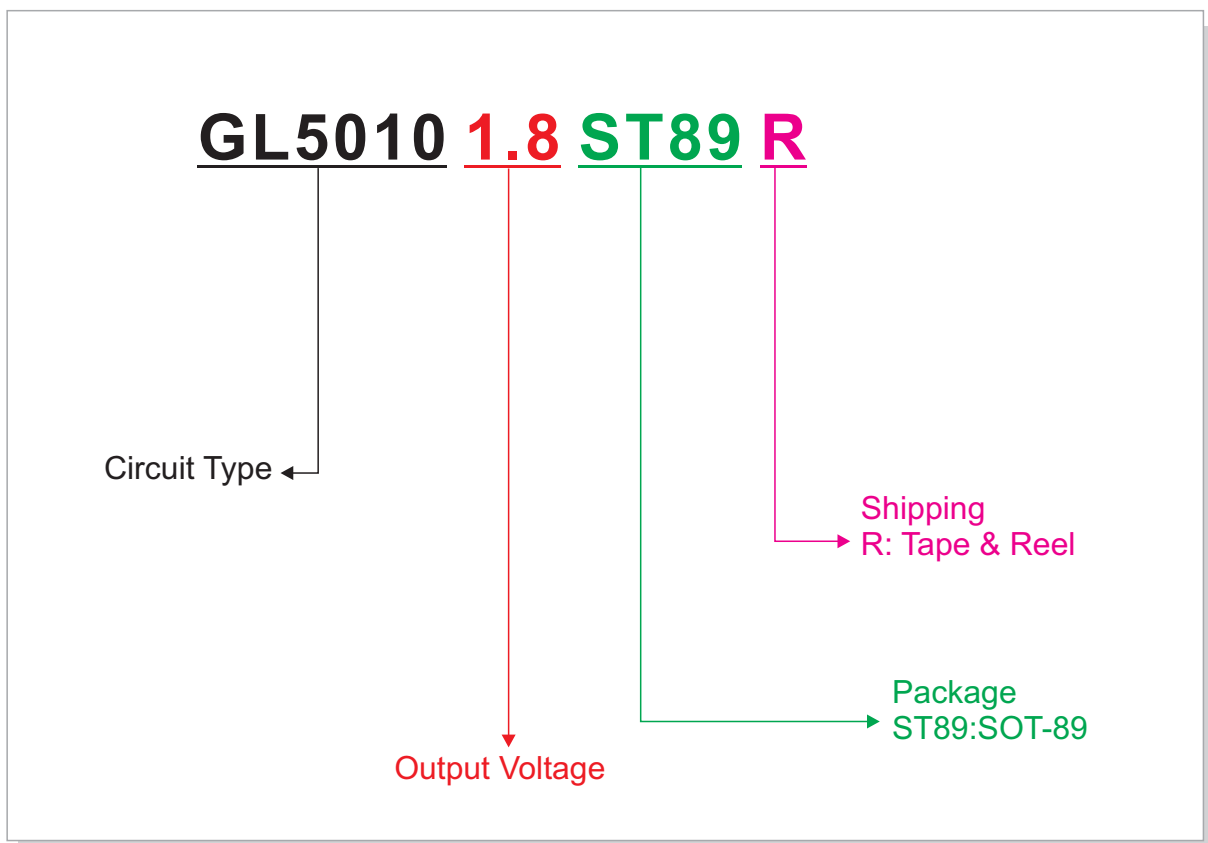 GL5010 1.8 ST89 R
Circuit Type
Shipping
R: Tape & Reel
Package
ST89:SOT-89
Output Voltage